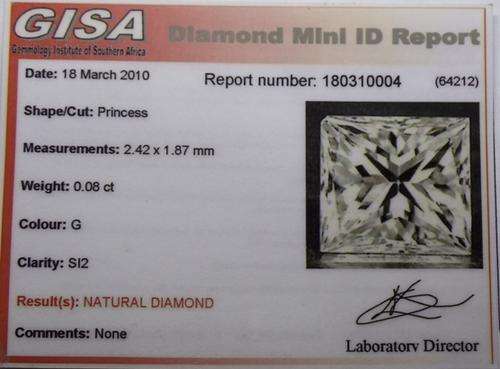 GISA
Gemmology Institute of Southern Africa
Diamond Mini ID Report
Date: 18 March 2010
Report number: 180310004 (64212)
Shape/Cut: Princess
Measurements: 2.42 x 1.87 mm
Weight: 0.08 ct
Colour: G
Clarity: SI2
Result(s): NATURAL DIAMOND
Comments: None
Laboratory Director